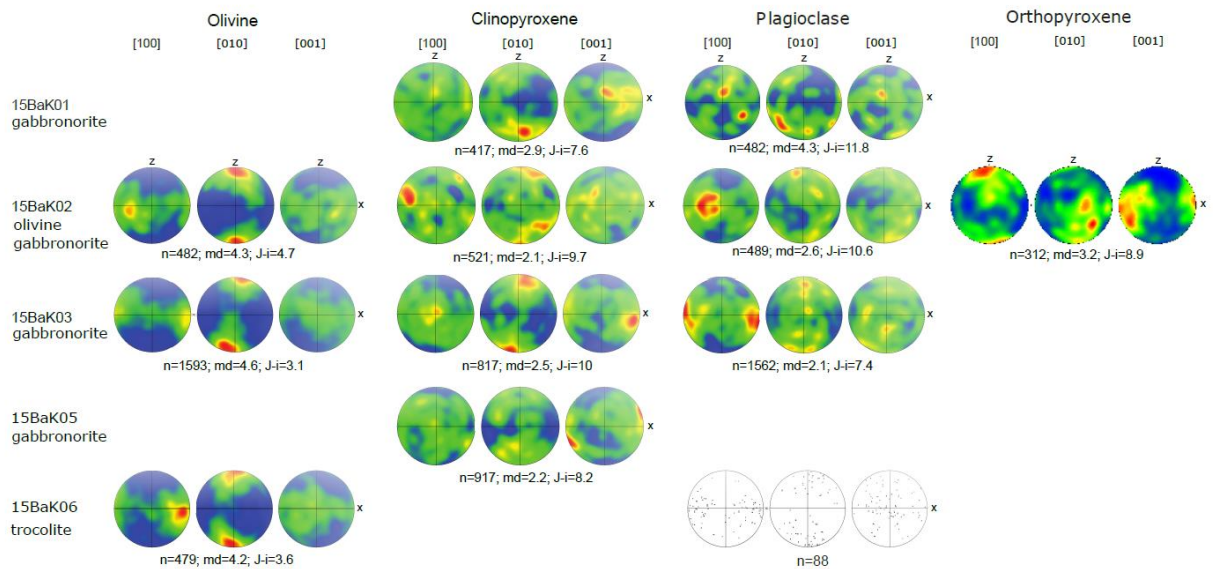 Olivine Clinopyroxene Plagioclase Orthopyroxene
[100] [010] [001] [100] [010] [001] [100] [010] [001] [100] [010] [001]
z z z z
15BaK01
gabbronorite
x
n=417; md=2.9; J-i=7.6 n=482; md=4.3; J-i=11.8
z z z z
15BaK02
olivine
gabbronorite
x x x
n=482; md=4.3; J-i=4.7 n=521; md=2.1; J-i=9.7 n=489; md=2.6; J-i=10.6 n=312; md=3.2; J-i=8.9
15BaK03
gabbronorite
x x x
n=1593; md=4.6; J-i=3.1 n=817; md=2.5; J-i=10 n=1562; md=2.1; J-i=7.4
15BaK05
gabbronorite
x
n=917; md=2.2; J-i=8.2
15BaK06
trocolite
x x
n=479; md=4.2; J-i=3.6 n=88